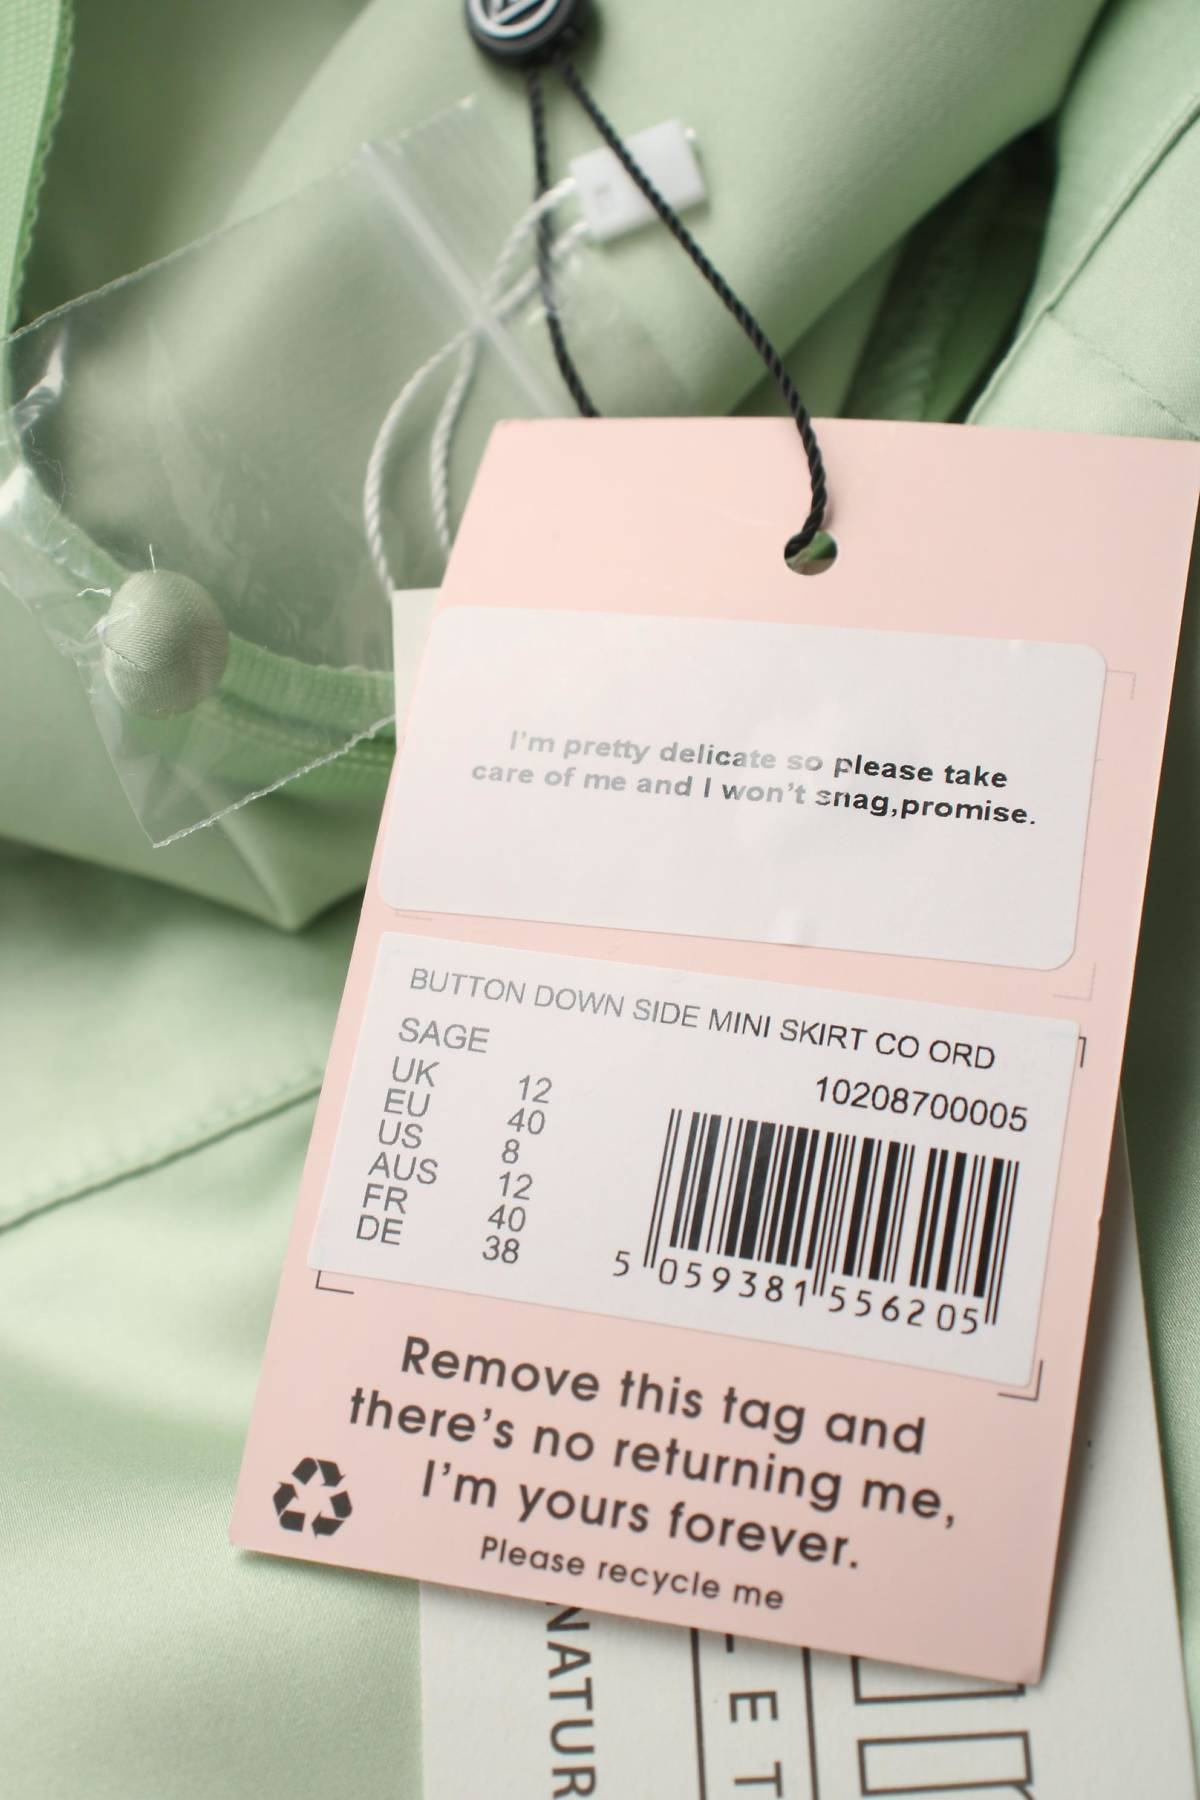 I'm pretty delicate so please take
care of me and I won't snag,promise.
BUTTON DOWN SIDE MINI SKIRT CO ORD
SAGE
10208700005
UK 12
EU 40
US 8
AUS 12
FR 40
DE 38
5 059381 556205
Remove this tag and
there's no returning me,
I'm yours forever.
Please recycle me
NATUR
LET